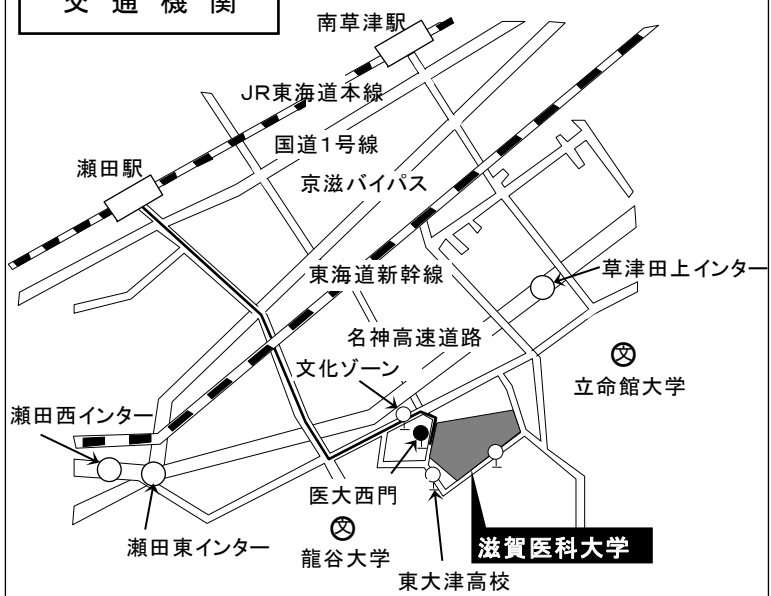 交通機関
南草津駅
JR東海道本線
国道1号線
瀬田駅
京滋バイパス
東海道新幹線
草津田上インター
名神高速道路
文化ゾーン
文
立命館大学
瀬田西インター
医大西門
文
瀬田東インター
龍谷大学
滋賀医科大学
東大津高校